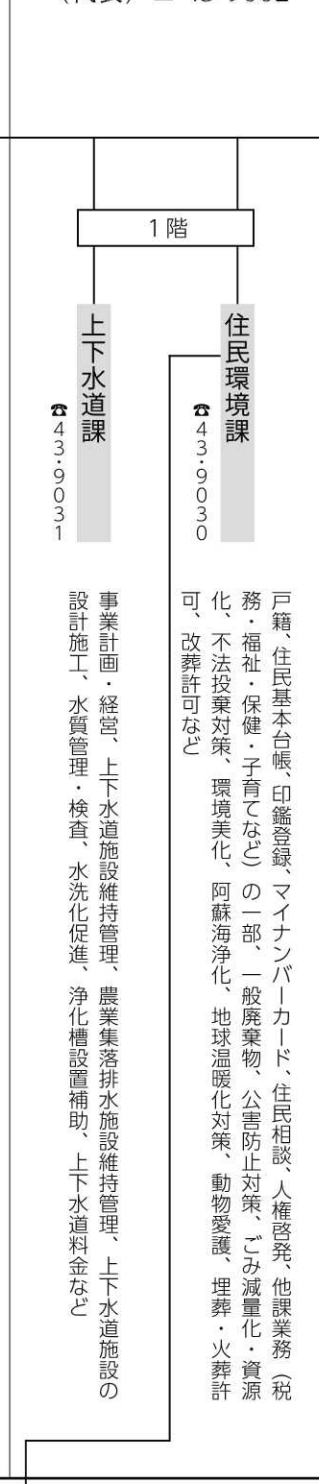 1階
住民環境課
☎43・9030
戸籍、住民基本台帳、印鑑登録、マイナンバーカード、住民相談、人権啓発、他課業務（税
務・福祉・保健・子育てなど）の一部、一般廃棄物、公害防止対策、ごみ減量化・資源
化、不法投棄対策、環境美化、阿蘇海浄化、地球温暖化対策、動物愛護、埋葬・火葬許
可、改葬許可など
上下水道課
☎43・9031
事業計画・経営、上下水道施設維持管理、農業集落排水施設維持管理、上下水道施設の
設計施工、水質管理・検査、水洗化促進、浄化槽設置補助、上下水道料金など